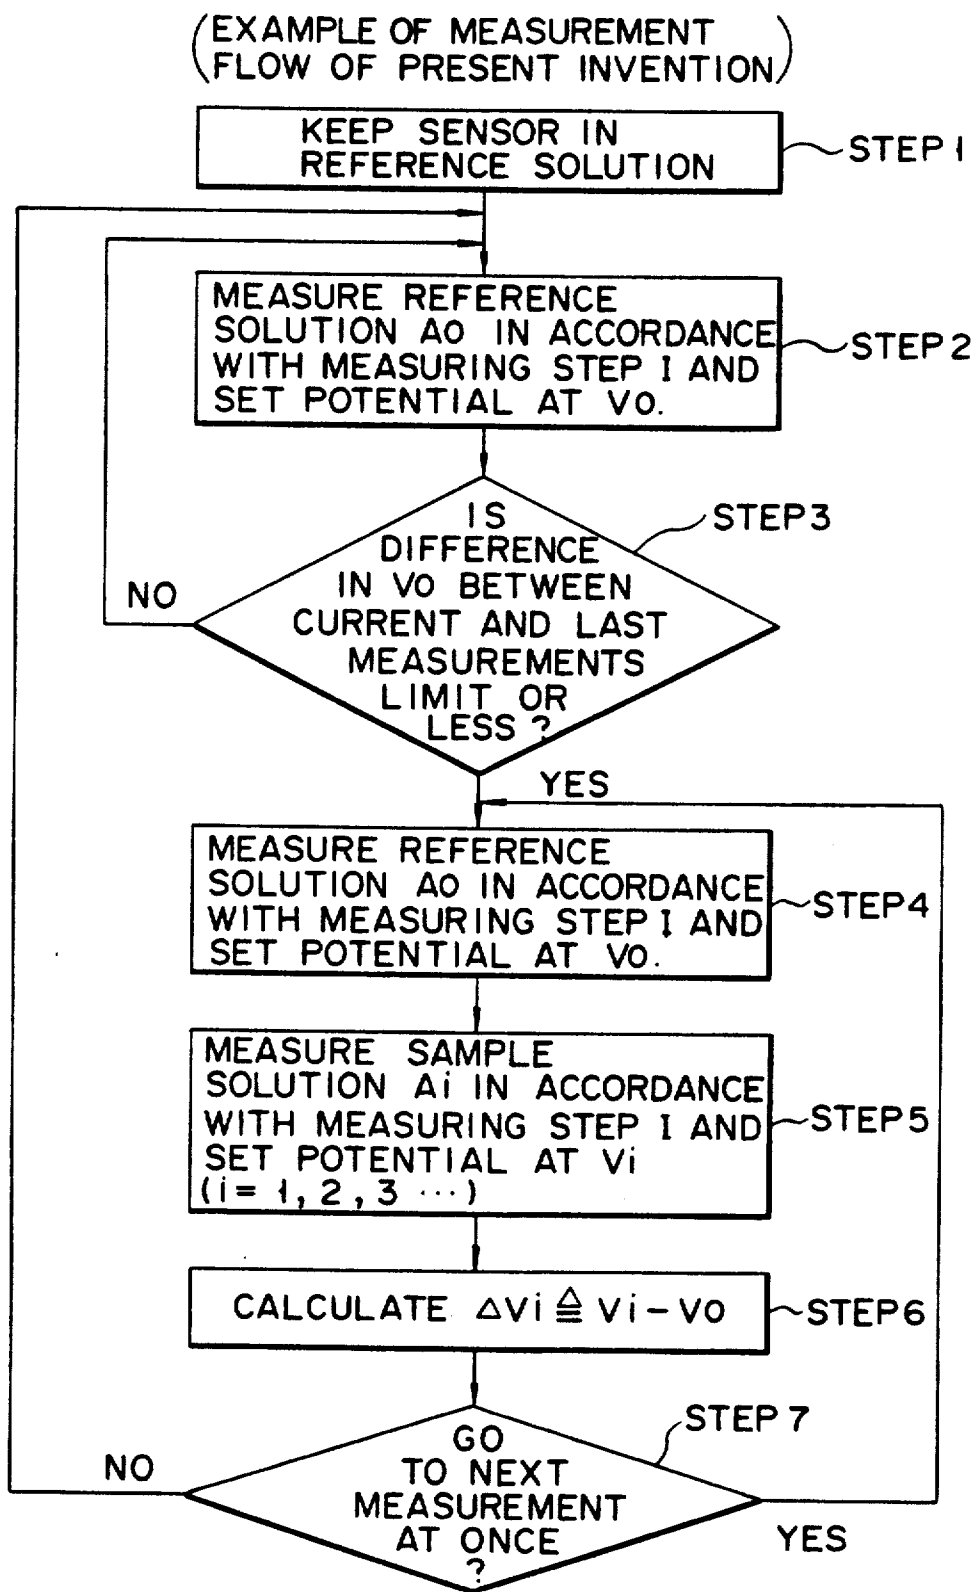 (EXAMPLE OF MEASUREMENT
FLOW OF PRESENT INVENTION)
KEEP SENSOR IN
REFERENCE SOLUTION
STEP 1
MEASURE REFERENCE
SOLUTION AO IN ACCORDANCE
WITH MEASURING STEP I AND
SET POTENTIAL AT VO.
STEP 2
IS
DIFFERENCE
IN VO BETWEEN
CURRENT AND LAST
MEASUREMENTS
LIMIT OR
LESS ?
STEP 3
NO
YES
MEASURE REFERENCE
SOLUTION AO IN ACCORDANCE
WITH MEASURING STEP I AND
SET POTENTIAL AT VO.
STEP 4
MEASURE SAMPLE
SOLUTION Ai IN ACCORDANCE
WITH MEASURING STEP I AND
SET POTENTIAL AT Vi
(i = 1, 2, 3 ···)
STEP 5
CALCULATE △Vi ≜ Vi - VO
STEP 6
GO
TO NEXT
MEASUREMENT
AT ONCE
?
STEP 7
NO
YES